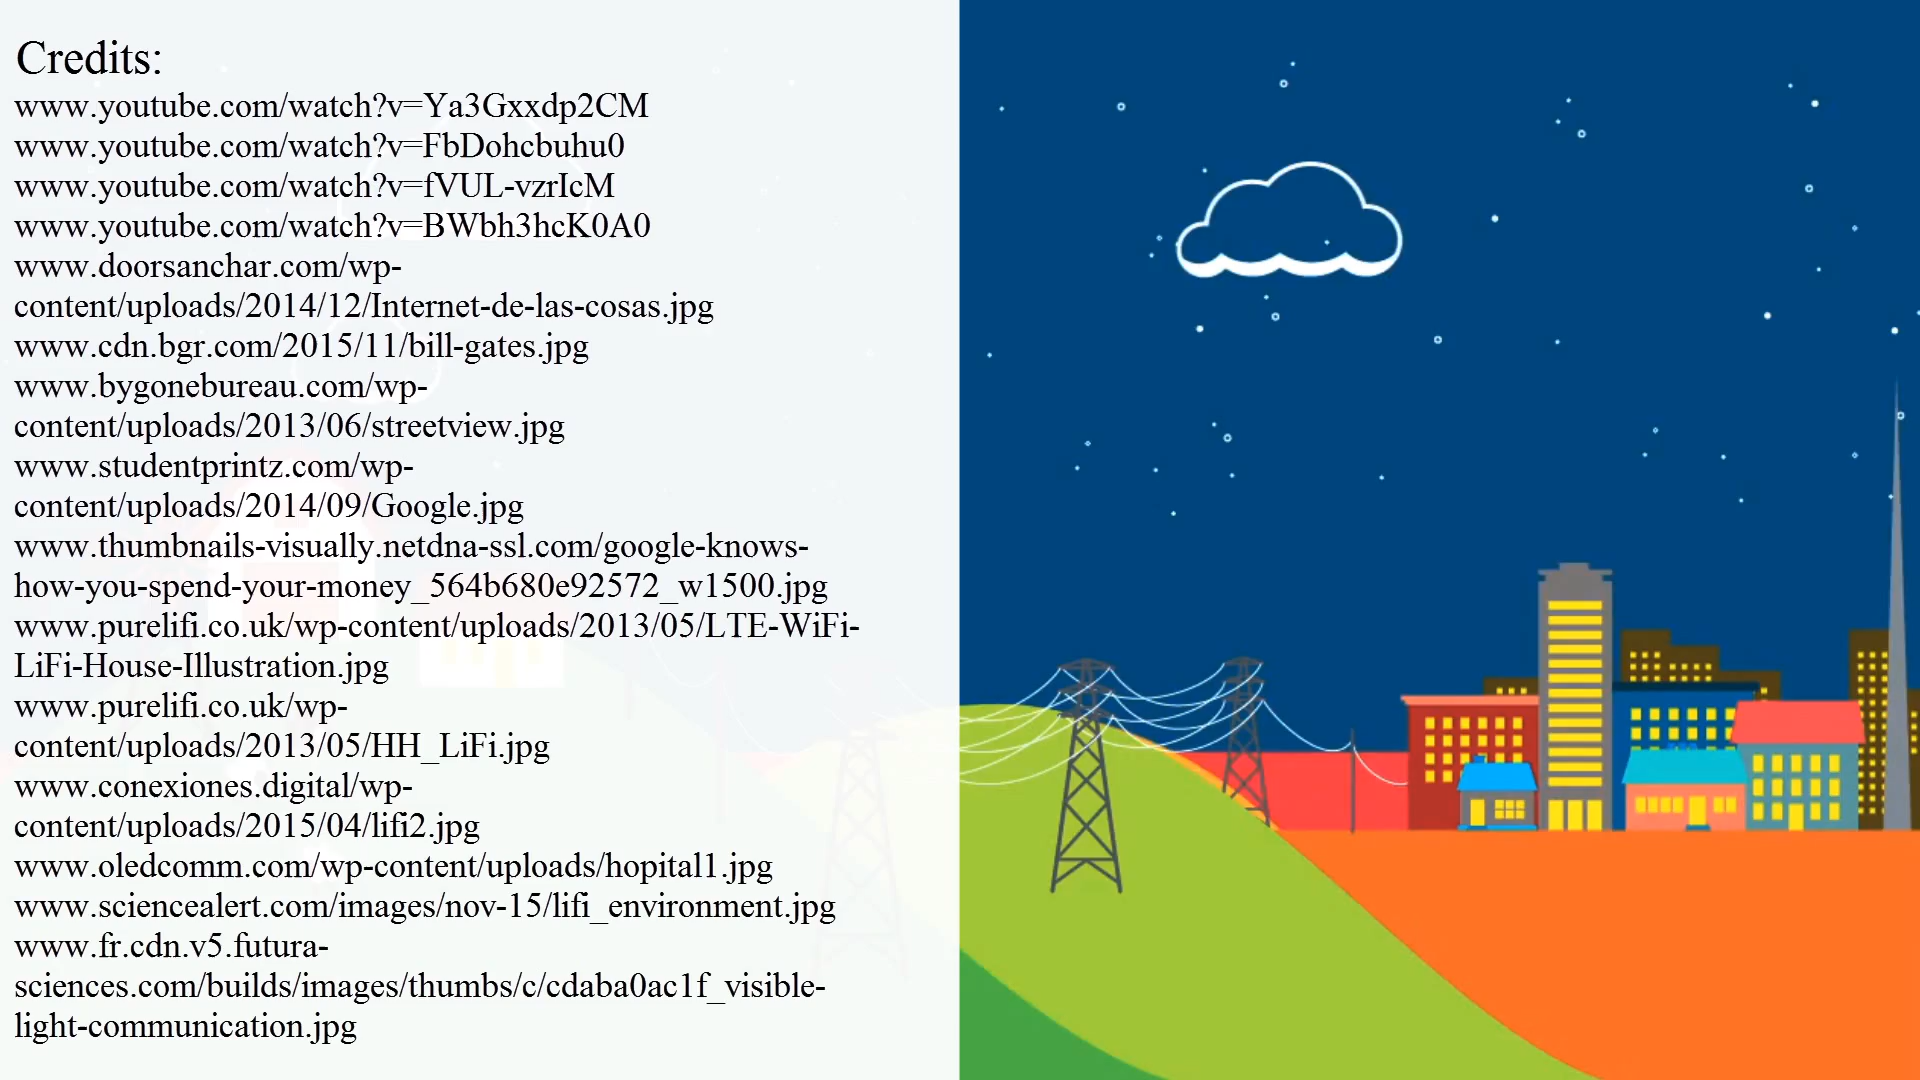 Credits:
www.youtube.com/watch?v=Ya3Gxxdp2CM
www.youtube.com/watch?v=FbDohcbuhu0
www.youtube.com/watch?v=fVUL-vzrIcM
www.youtube.com/watch?v=BWbh3hcK0A0
www.doorsanchar.com/wp-
content/uploads/2014/12/Internet-de-las-cosas.jpg
www.cdn.bgr.com/2015/11/bill-gates.jpg
www.bygonebureau.com/wp-
content/uploads/2013/06/streetview.jpg
www.studentprintz.com/wp-
content/uploads/2014/09/Google.jpg
www.thumbnails-visually.netdna-ssl.com/google-knows-
how-you-spend-your-money_564b680e92572_w1500.jpg
www.purelifi.co.uk/wp-content/uploads/2013/05/LTE-WiFi-
LiFi-House-Illustration.jpg
www.purelifi.co.uk/wp-
content/uploads/2013/05/HH_LiFi.jpg
www.conexiones.digital/wp-
content/uploads/2015/04/lifi2.jpg
www.oledcomm.com/wp-content/uploads/hopital1.jpg
www.sciencealert.com/images/nov-15/lifi_environment.jpg
www.fr.cdn.v5.futura-
sciences.com/builds/images/thumbs/c/cdaba0ac1f_visible-
light-communication.jpg